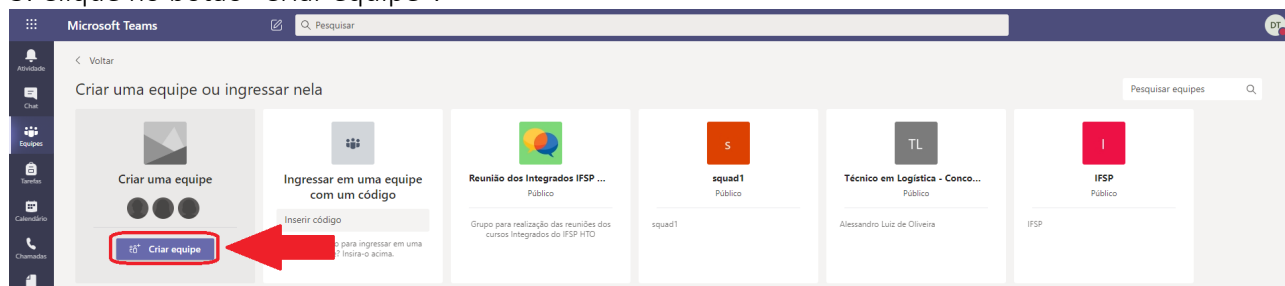 Microsoft Teams
Pesquisar
DT
Atividade
Chat
Equipes
Tarefas
Calendário
Chamadas
< Voltar
Criar uma equipe ou ingressar nela
Pesquisar equipes
Criar uma equipe
Criar equipe
Ingressar em uma equipe
com um código
Inserir código
para ingressar em uma
? Insira-o acima.
Reunião dos Integrados IFSP ...
Público
Grupo para realização das reuniões dos
cursos Integrados do IFSP HTO
s
squad1
Público
squad1
TL
Técnico em Logística - Conco...
Público
Alessandro Luiz de Oliveira
I
IFSP
Público
IFSP